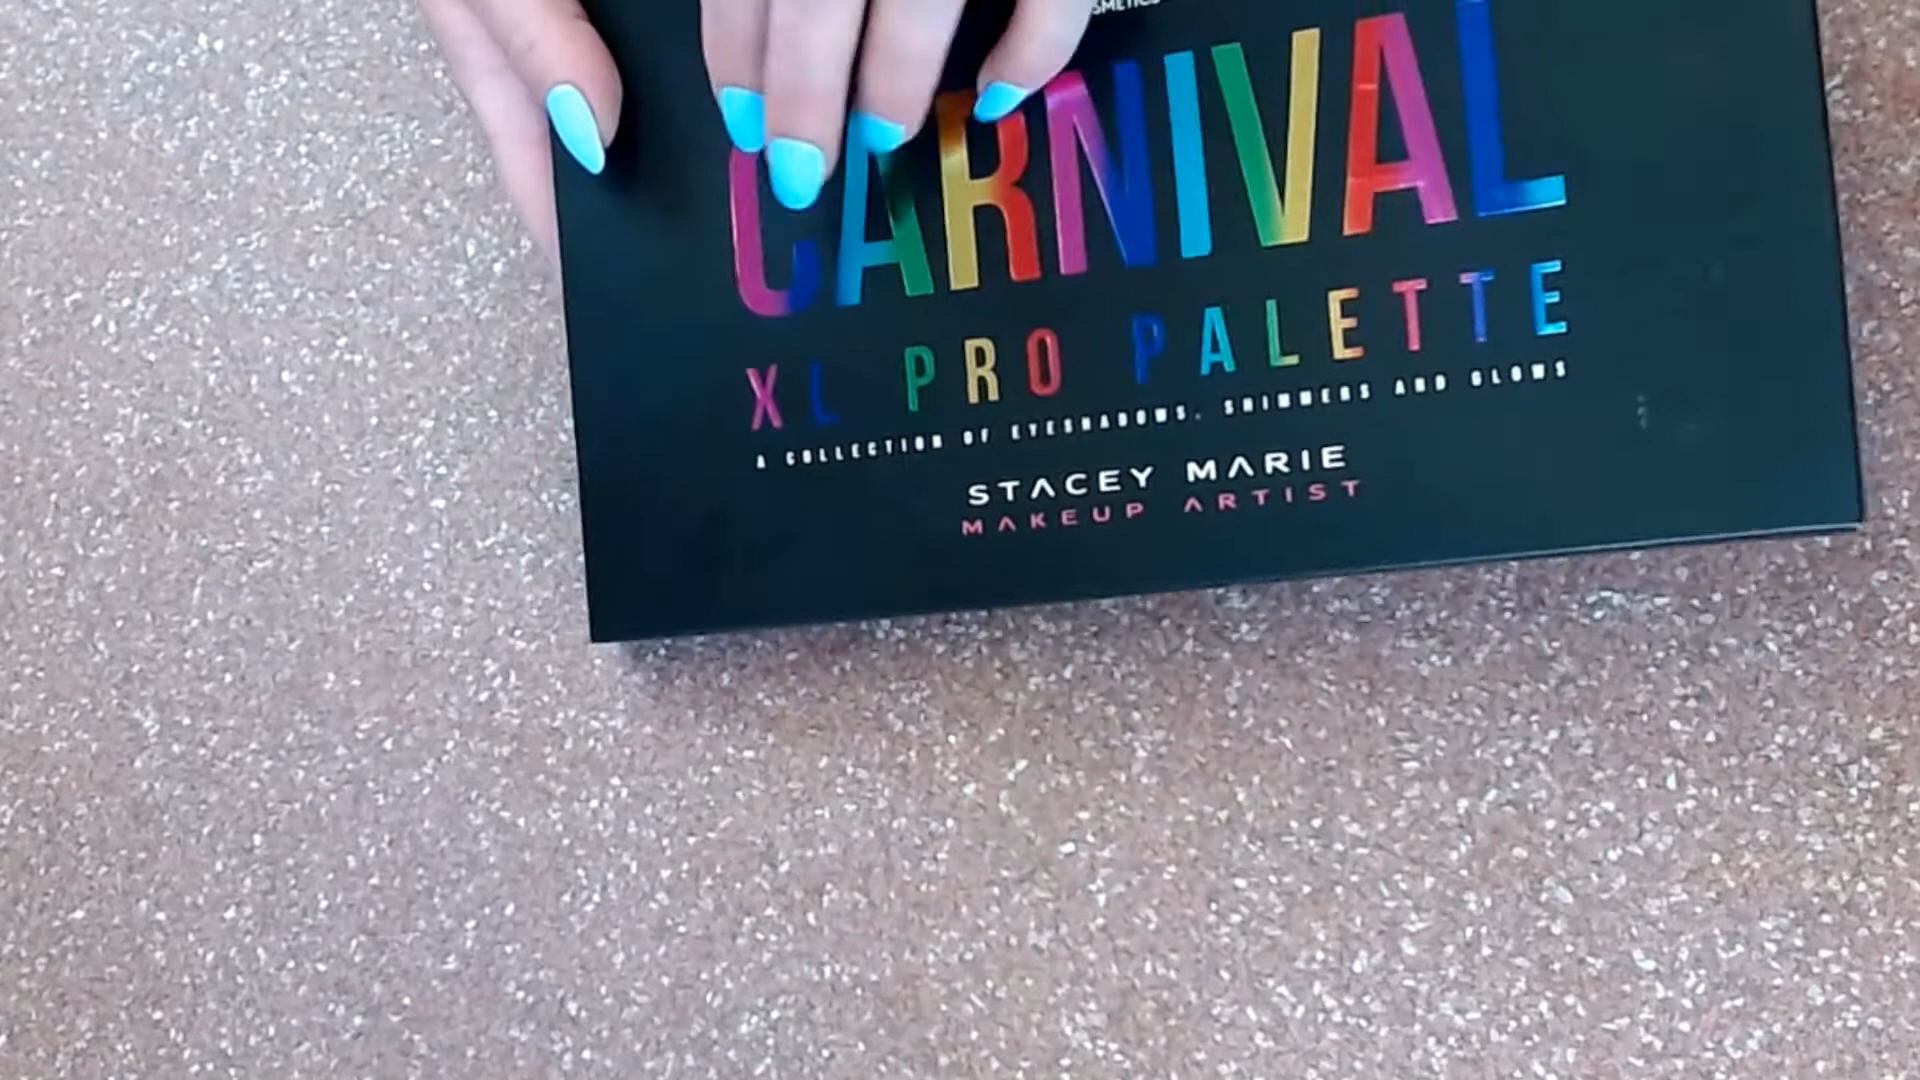 CARNIVAL
XL PRO PALETTE
A COLLECTION OF EYESHADOWS, SHIMMERS AND GLOWS
STACEY MARIE
MAKEUP ARTIST